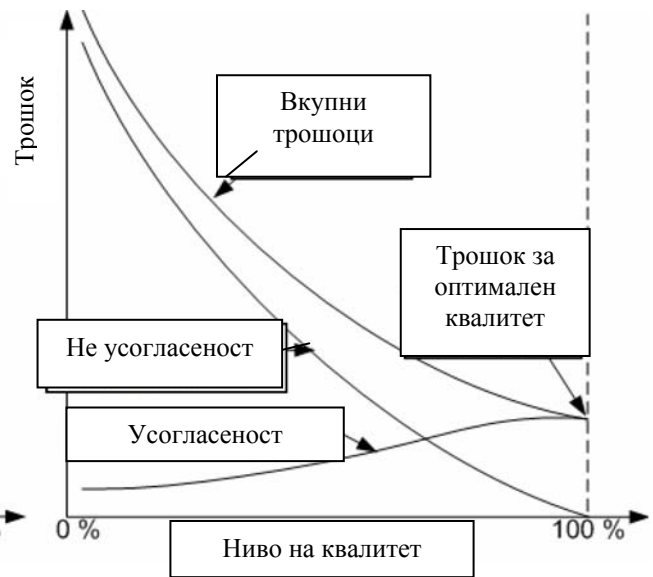 Трошок
Вкупни
трошоци
Трошок за
оптимален
квалитет
Не усогласеност
Усогласеност
0 %
100 %
Ниво на квалитет